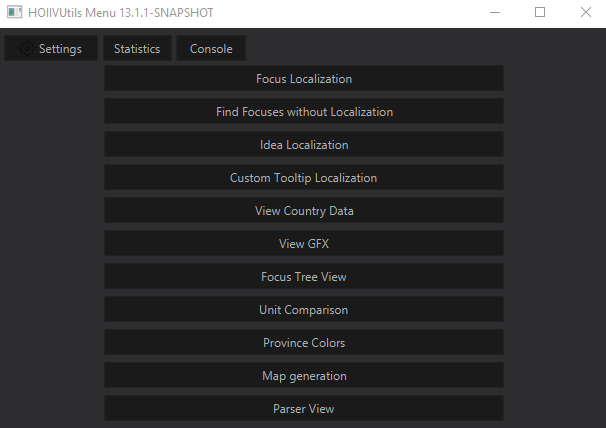 HOIIVUtils Menu 13.1.1-SNAPSHOT
Settings Statistics Console
Focus Localization
Find Focuses without Localization
Idea Localization
Custom Tooltip Localization
View Country Data
View GFX
Focus Tree View
Unit Comparison
Province Colors
Map generation
Parser View